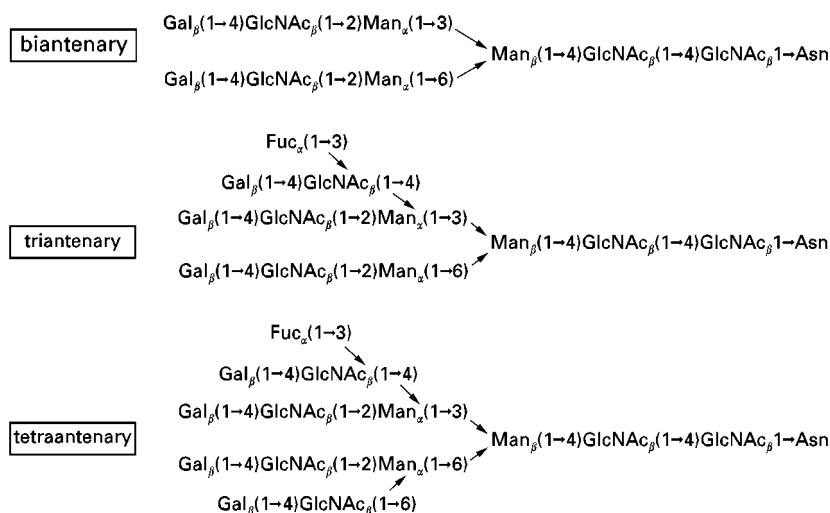 Galβ(1→4)GlcNAcβ(1→2)Manα(1→3)
biantenary
Manβ(1→4)GlcNAcβ(1→4)GlcNAcβ1→Asn
Galβ(1→4)GlcNAcβ(1→2)Manα(1→6)
Fucα(1→3)
Galβ(1→4)GlcNAcβ(1→4)
Galβ(1→4)GlcNAcβ(1→2)Manα(1→3)
triantenary
Manβ(1→4)GlcNAcβ(1→4)GlcNAcβ1→Asn
Galβ(1→4)GlcNAcβ(1→2)Manα(1→6)
Fucα(1→3)
Galβ(1→4)GlcNAcβ(1→4)
Galβ(1→4)GlcNAcβ(1→2)Manα(1→3)
tetraantenary
Manβ(1→4)GlcNAcβ(1→4)GlcNAcβ1→Asn
Galβ(1→4)GlcNAcβ(1→2)Manα(1→6)
Galβ(1→4)GlcNAcβ(1→6)